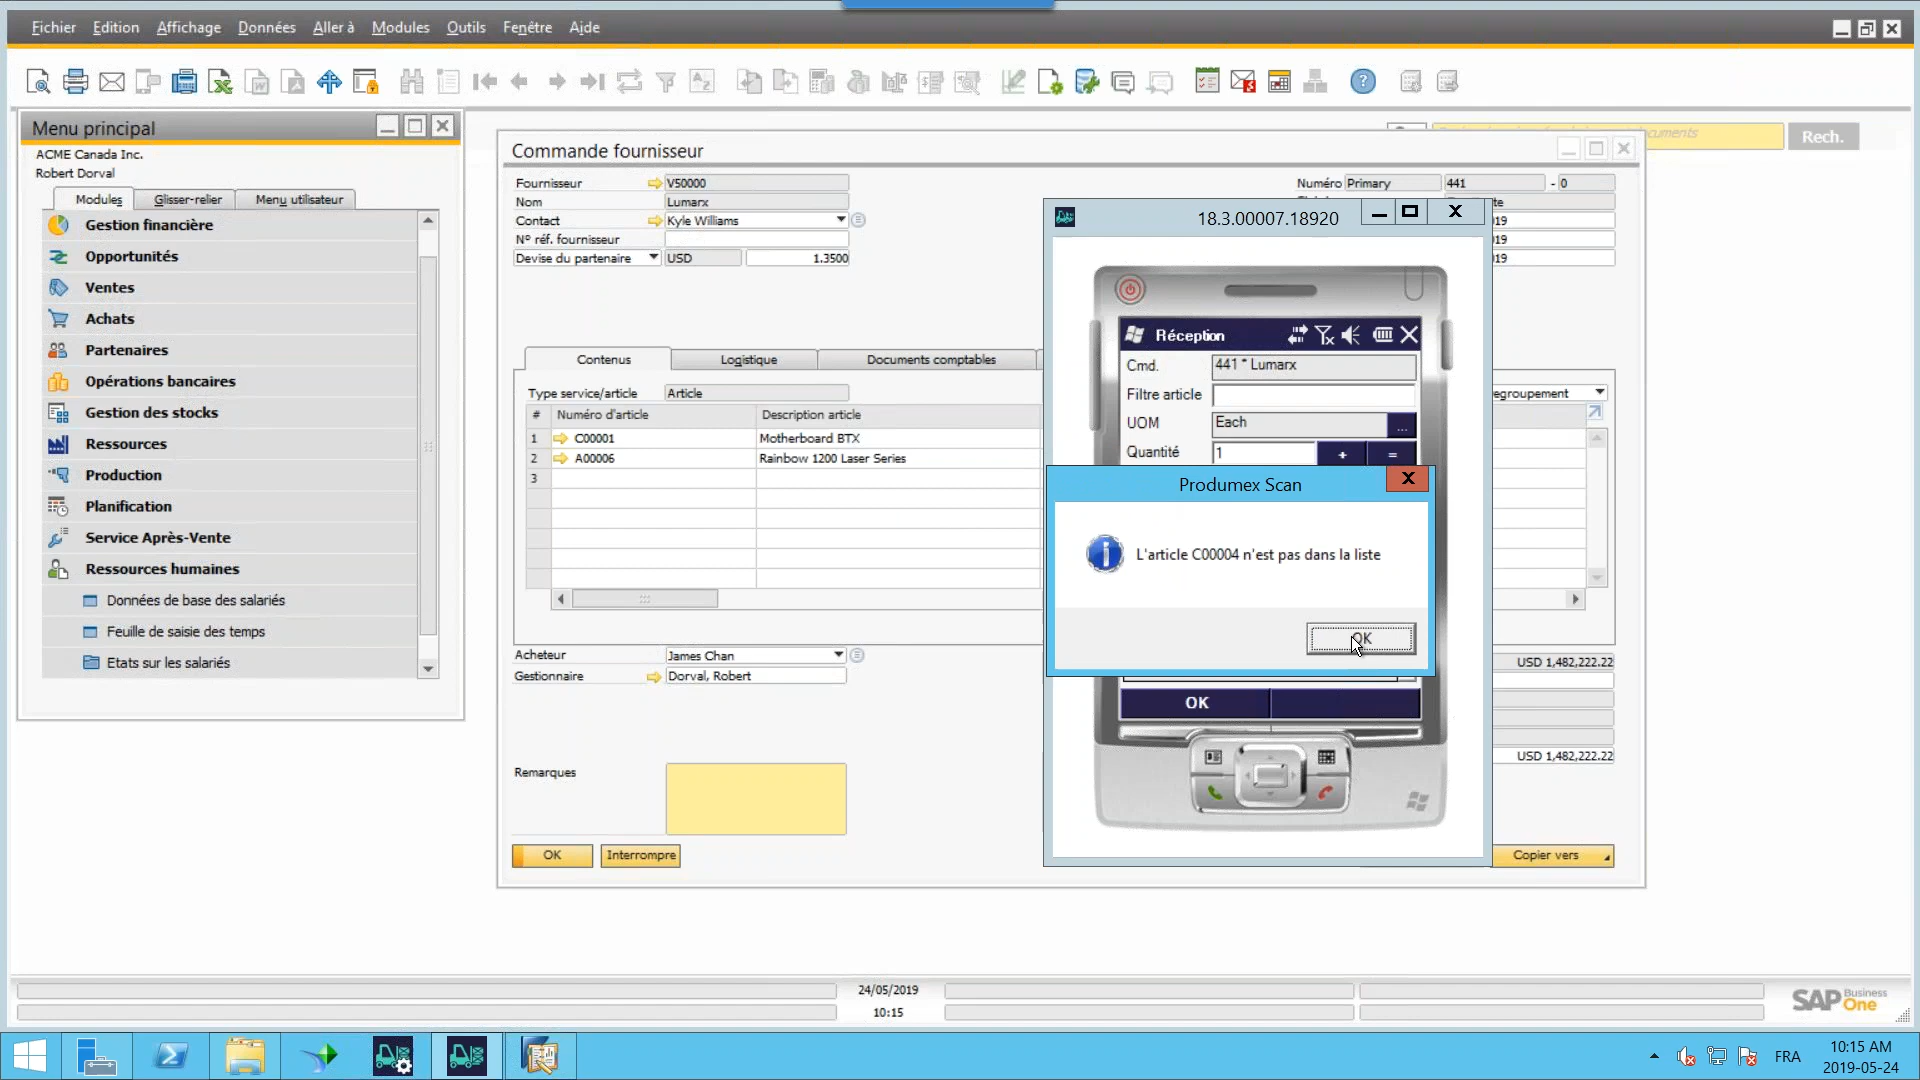 Fichier Edition Affichage Données Aller à Modules Outils Fenêtre Aide
Menu principal
ACME Canada Inc.
Robert Dorval
Modules Glisser-relier Menu utilisateur
Gestion financière
Opportunités
Ventes
Achats
Partenaires
Opérations bancaires
Gestion des stocks
Ressources
Production
Planification
Service Après-Vente
Ressources humaines
Données de base des salariés
Feuille de saisie des temps
Etats sur les salariés
Rech.
Commande fournisseur
Fournisseur V50000
Nom Lumarx
Contact Kyle Williams
N° réf. fournisseur
Devise du partenaire USD 1.3500
Numéro Primary 441 - 0
19
19
19
Contenus Logistique Documents comptables
Type service/article Article
egroupement
# Numéro d'article Description article
1 C00001 Motherboard BTX
2 A00006 Rainbow 1200 Laser Series
3
Acheteur James Chan
Gestionnaire Dorval, Robert
USD 1,482,222.22
USD 1,482,222.22
Remarques
OK Interrompre
Copier vers
18.3.00007.18920
Réception
Cmd. 441 * Lumarx
Filtre article
UOM Each ...
Quantité 1 + =
Produmex Scan
L'article C00004 n'est pas dans la liste
OK
OK
24/05/2019
10:15
SAP Business One
FRA
10:15 AM
2019-05-24